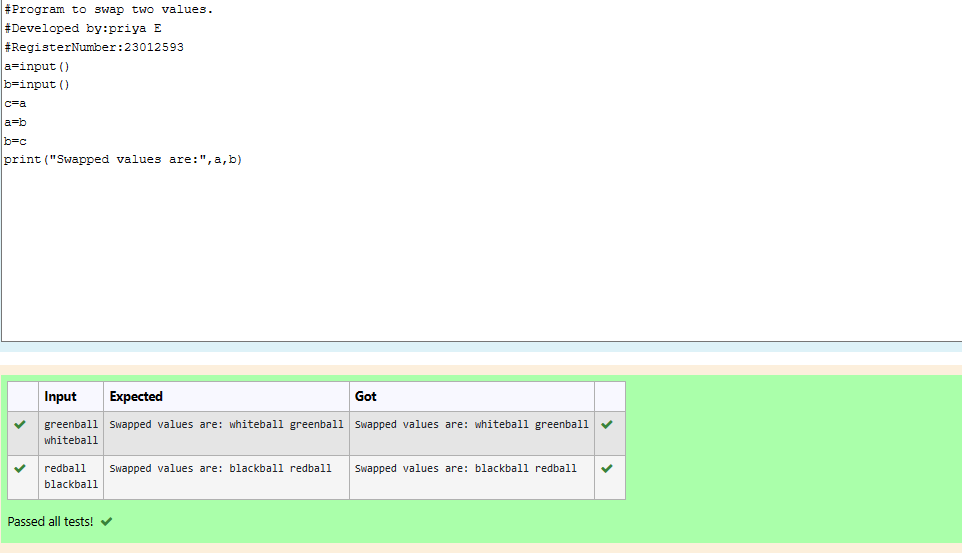 #Program to swap two values.
#Developed by:priya E
#RegisterNumber:23012593
a=input()
b=input()
c=a
a=b
b=c
print("Swapped values are:",a,b)
Input Expected Got
greenball Swapped values are: whiteball greenball Swapped values are: whiteball greenball
whiteball
redball Swapped values are: blackball redball Swapped values are: blackball redball
blackball
Passed all tests!